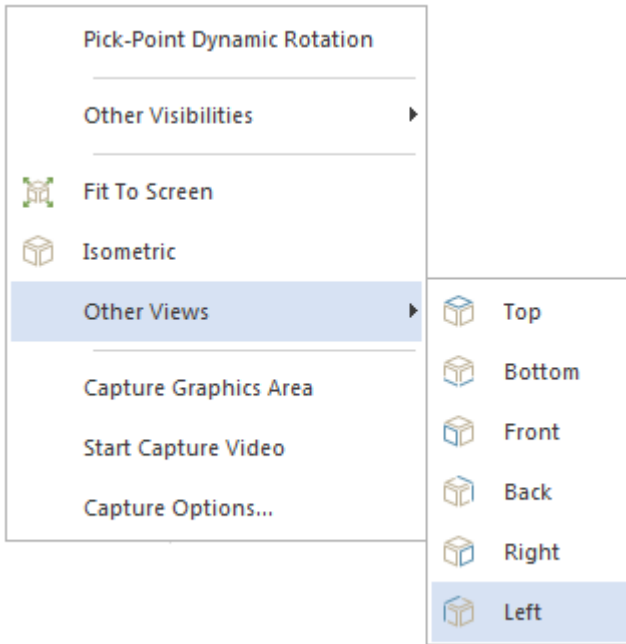 Pick-Point Dynamic Rotation
Other Visibilities
Fit To Screen
Isometric
Other Views
Capture Graphics Area
Start Capture Video
Capture Options...
Top
Bottom
Front
Back
Right
Left